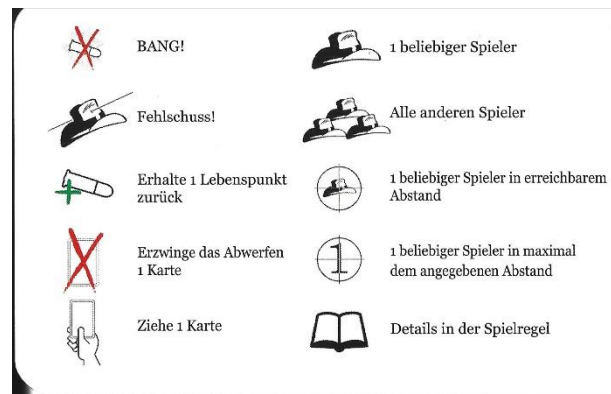 BANG!
Fehlschuss!
Erhalte 1 Lebenspunkt
zurück
Erzwinge das Abwerfen
1 Karte
Ziehe 1 Karte
1 beliebiger Spieler
Alle anderen Spieler
1 beliebiger Spieler in erreichbarem
Abstand
1
1 beliebiger Spieler in maximal
dem angegebenen Abstand
Details in der Spielregel